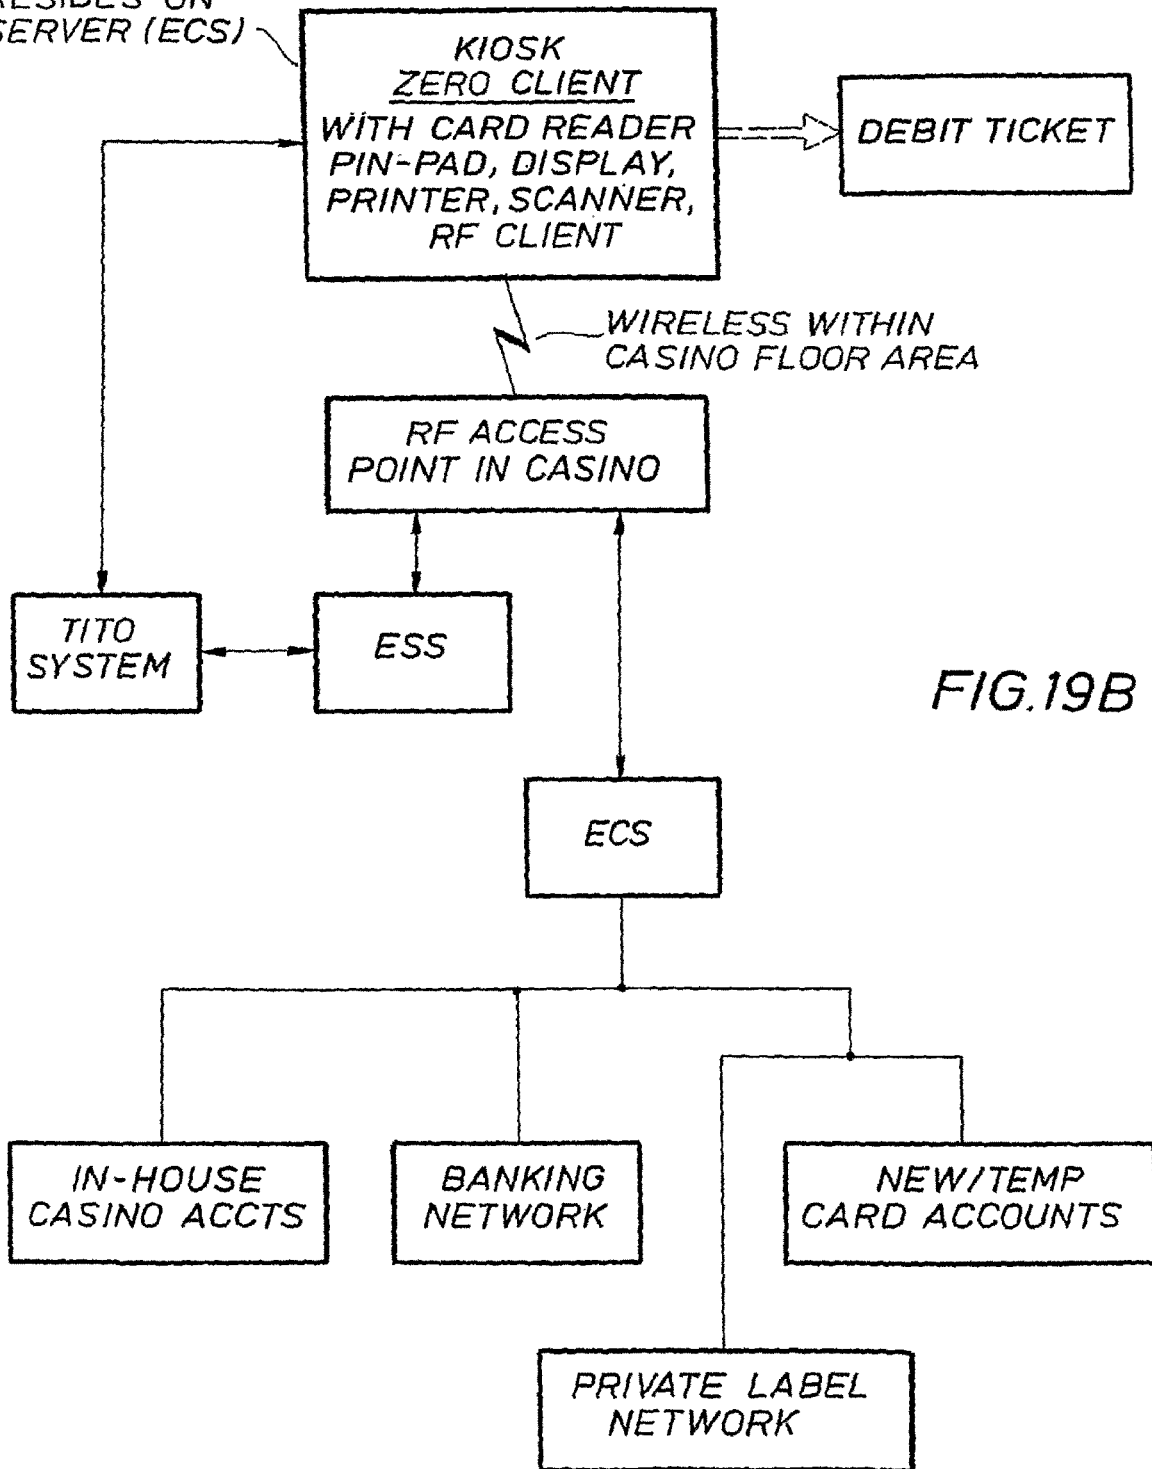 RESIDES ON
SERVER (ECS)
KIOSK
ZERO CLIENT
WITH CARD READER
PIN-PAD, DISPLAY,
PRINTER, SCANNER,
RF CLIENT
DEBIT TICKET
WIRELESS WITHIN
CASINO FLOOR AREA
RF ACCESS
POINT IN CASINO
TITO
SYSTEM
ESS
FIG.19B
ECS
IN-HOUSE
CASINO ACCTS
BANKING
NETWORK
NEW/TEMP
CARD ACCOUNTS
PRIVATE LABEL
NETWORK